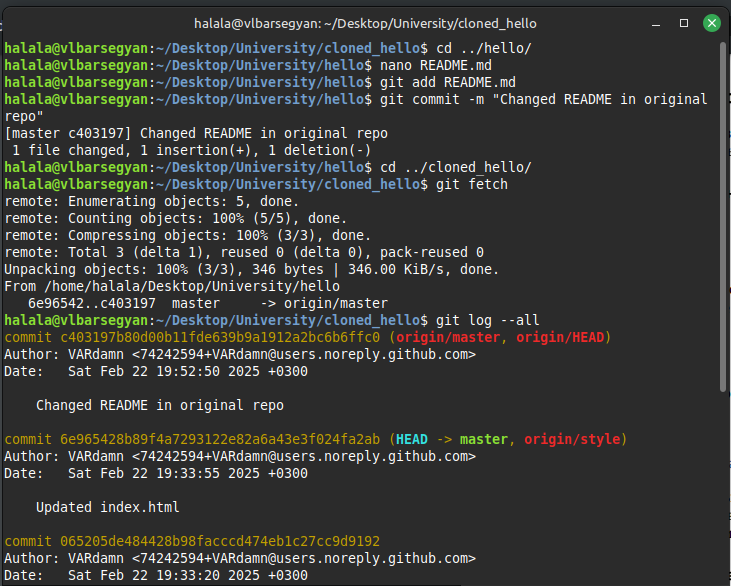 halala@vlbarsegyan: ~/Desktop/University/cloned_hello
halala@vlbarsegyan:~/Desktop/University/cloned_hello$ cd ../hello/
halala@vlbarsegyan:~/Desktop/University/hello$ nano README.md
halala@vlbarsegyan:~/Desktop/University/hello$ git add README.md
halala@vlbarsegyan:~/Desktop/University/hello$ git commit -m "Changed README in original
repo"
[master c403197] Changed README in original repo
 1 file changed, 1 insertion(+), 1 deletion(-)
halala@vlbarsegyan:~/Desktop/University/hello$ cd ../cloned_hello/
halala@vlbarsegyan:~/Desktop/University/cloned_hello$ git fetch
remote: Enumerating objects: 5, done.
remote: Counting objects: 100% (5/5), done.
remote: Compressing objects: 100% (3/3), done.
remote: Total 3 (delta 1), reused 0 (delta 0), pack-reused 0
Unpacking objects: 100% (3/3), 346 bytes | 346.00 KiB/s, done.
From /home/halala/Desktop/University/hello
   6e96542..c403197  master     -> origin/master
halala@vlbarsegyan:~/Desktop/University/cloned_hello$ git log --all
commit c403197b80d00b11fde639b9a1912a2bc6b6ffc0 (origin/master, origin/HEAD)
Author: VARdamn <74242594+VARdamn@users.noreply.github.com>
Date:   Sat Feb 22 19:52:50 2025 +0300
    Changed README in original repo
commit 6e965428b89f4a7293122e82a6a43e3f024fa2ab (HEAD -> master, origin/style)
Author: VARdamn <74242594+VARdamn@users.noreply.github.com>
Date:   Sat Feb 22 19:33:55 2025 +0300
    Updated index.html
commit 065205de484428b98facccd474eb1c27cc9d9192
Author: VARdamn <74242594+VARdamn@users.noreply.github.com>
Date:   Sat Feb 22 19:33:20 2025 +0300